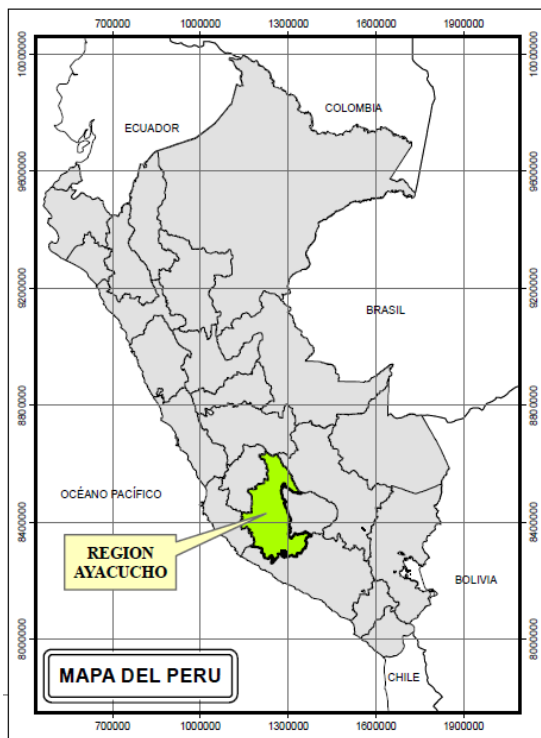 700000 1000000 1300000 1600000 1900000
10000000 10000000
COLOMBIA
ECUADOR
9600000 9600000
9200000 9200000
BRASIL
8800000 8800000
OCÉANO PACÍFICO
8400000 8400000
REGION
AYACUCHO
BOLIVIA
8000000 8000000
MAPA DEL PERU
CHILE
700000 1000000 1300000 1600000 1900000